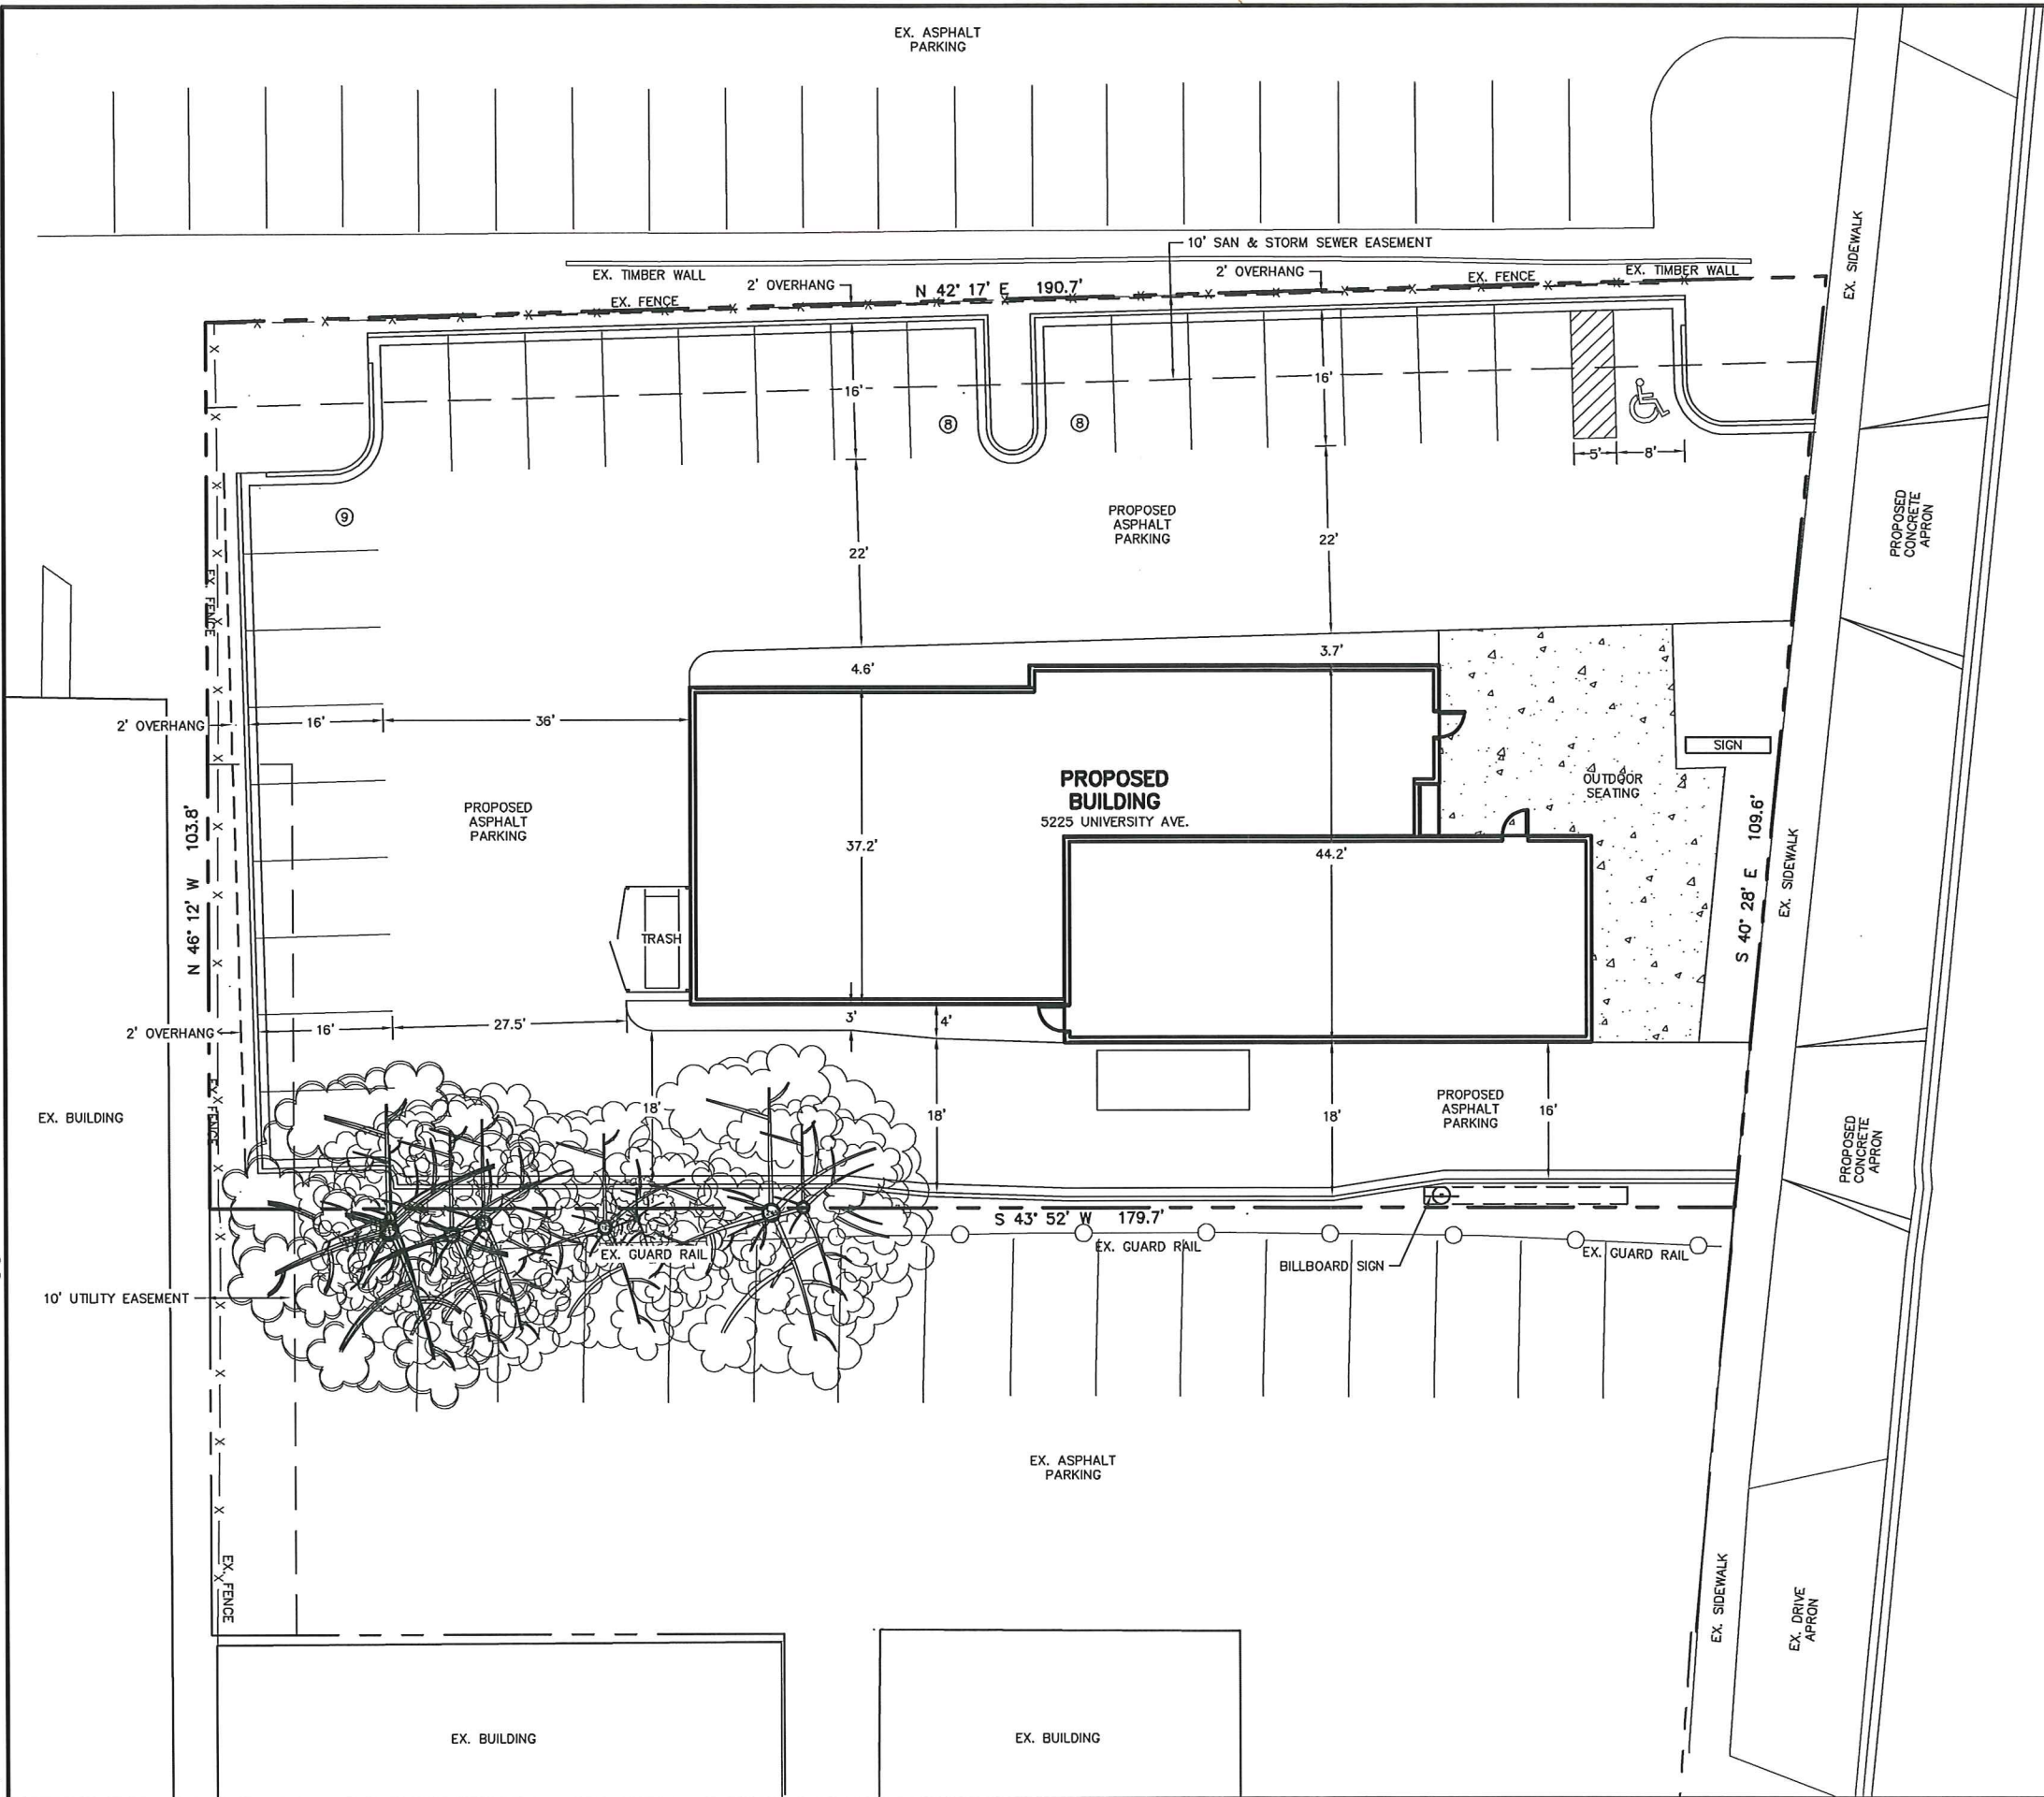 EX. ASPHALT
PARKING
EX. SIDEWALK
10' SAN & STORM SEWER EASEMENT
EX. TIMBER WALL
2' OVERHANG
2' OVERHANG
EX. FENCE
EX. TIMBER WALL
EX. FENCE
N 42° 17' E 190.7'
16'
16'
8
8
5'
8'
9
PROPOSED
ASPHALT
PARKING
PROPOSED
CONCRETE
APRON
22'
22'
EX. FENCE
4.6'
3.7'
2' OVERHANG
16'
36'
SIGN
PROPOSED
BUILDING
5225 UNIVERSITY AVE.
OUTDOOR
SEATING
PROPOSED
ASPHALT
PARKING
N 46° 12' W 103.8'
37.2'
44.2'
S 40° 28' E 109.6'
EX. SIDEWALK
TRASH
2' OVERHANG
16'
27.5'
3'
4'
EX. FENCE
EX. BUILDING
18'
18'
18'
PROPOSED
ASPHALT
PARKING
16'
PROPOSED
CONCRETE
APRON
S 43° 52' W 179.7'
EX. GUARD RAIL
EX. GUARD RAIL
EX. GUARD RAIL
BILLBOARD SIGN
10' UTILITY EASEMENT
EX. ASPHALT
PARKING
EX. FENCE
EX. SIDEWALK
EX. DRIVE
APRON
EX. BUILDING
EX. BUILDING